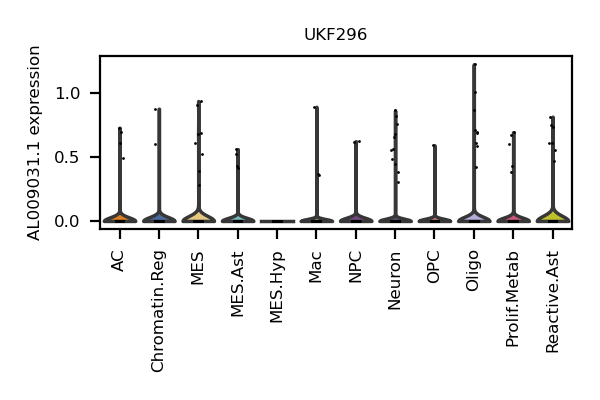 UKF296
AL009031.1 expression
1.0
0.5
0.0
AC
Chromatin.Reg
MES
MES.Ast
MES.Hyp
Mac
NPC
Neuron
OPC
Oligo
Prolif.Metab
Reactive.Ast